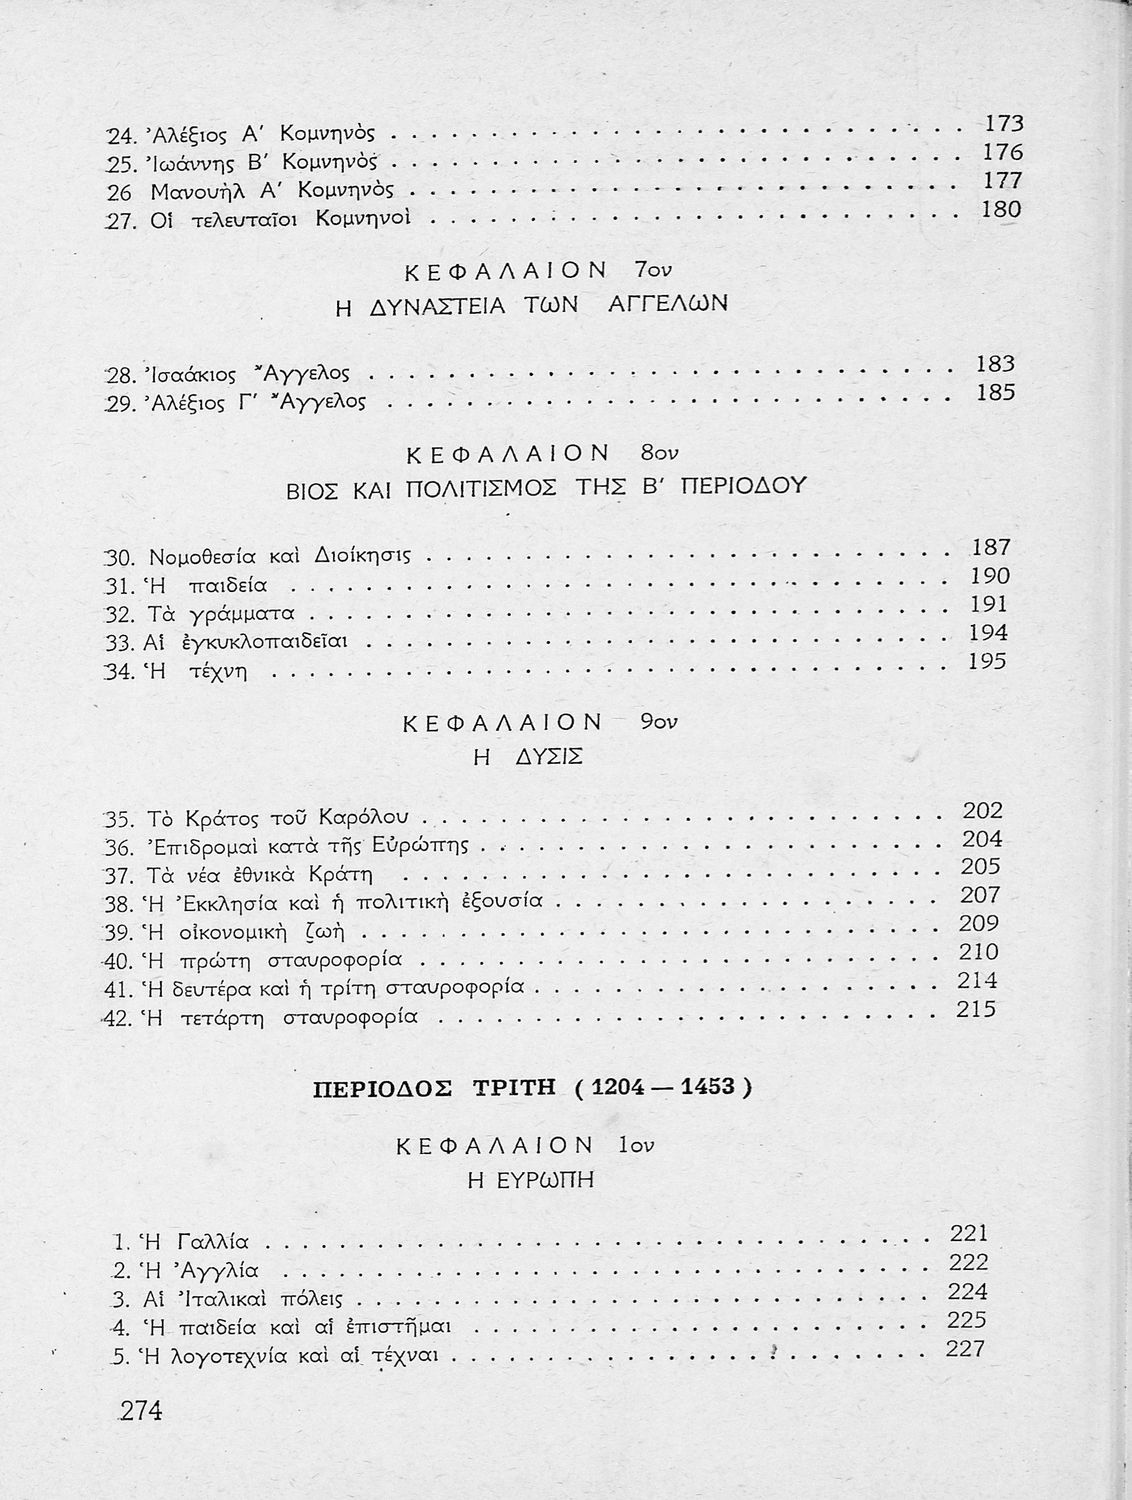 24. Ἀλέξιος Α' Κομνηνὸς . . . . . . . . . . . . . . . . . . . . 173
25. Ἰωάννης Β' Κομνηνὸς . . . . . . . . . . . . . . . . . . . . 176
26 Μανουὴλ Α' Κομνηνὸς . . . . . . . . . . . . . . . . . . . . 177
27. Οἱ τελευταῖοι Κομνηνοὶ . . . . . . . . . . . . . . . . . . . . 180
ΚΕΦΑΛΑΙΟΝ 7ον
Η ΔΥΝΑΣΤΕΙΑ ΤΩΝ ΑΓΓΕΛΩΝ
28. Ἰσαάκιος Ἄγγελος . . . . . . . . . . . . . . . . . . . . 183
29. Ἀλέξιος Γ' Ἄγγελος . . . . . . . . . . . . . . . . . . . . 185
ΚΕΦΑΛΑΙΟΝ 8ον
ΒΙΟΣ ΚΑΙ ΠΟΛΙΤΙΣΜΟΣ ΤΗΣ Β' ΠΕΡΙΟΔΟΥ
30. Νομοθεσία καὶ Διοίκησις . . . . . . . . . . . . . . . . . . . . 187
31. Ἡ παιδεία . . . . . . . . . . . . . . . . . . . . 190
32. Τὰ γράμματα . . . . . . . . . . . . . . . . . . . . 191
33. Αἱ ἐγκυκλοπαιδεῖαι . . . . . . . . . . . . . . . . . . . . 194
34. Ἡ τέχνη . . . . . . . . . . . . . . . . . . . . 195
ΚΕΦΑΛΑΙΟΝ 9ον
Η ΔΥΣΙΣ
35. Τὸ Κράτος τοῦ Καρόλου . . . . . . . . . . . . . . . . . . . . 202
36. Ἐπιδρομαὶ κατὰ τῆς Εὐρώπης . . . . . . . . . . . . . . . . . . . . 204
37. Τὰ νέα ἐθνικὰ Κράτη . . . . . . . . . . . . . . . . . . . . 205
38. Ἡ Ἐκκλησία καὶ ἡ πολιτικὴ ἐξουσία . . . . . . . . . . . . . . . . . . . . 207
39. Ἡ οἰκονομικὴ ζωὴ . . . . . . . . . . . . . . . . . . . . 209
40. Ἡ πρώτη σταυροφορία . . . . . . . . . . . . . . . . . . . . 210
41. Ἡ δευτέρα καὶ ἡ τρίτη σταυροφορία . . . . . . . . . . . . . . . . . . . . 214
42. Ἡ τετάρτη σταυροφορία . . . . . . . . . . . . . . . . . . . . 215
ΠΕΡΙΟΔΟΣ ΤΡΙΤΗ ( 1204 — 1453 )
ΚΕΦΑΛΑΙΟΝ 1ον
Η ΕΥΡΩΠΗ
1. Ἡ Γαλλία . . . . . . . . . . . . . . . . . . . . 221
2. Ἡ Ἀγγλία . . . . . . . . . . . . . . . . . . . . 222
3. Αἱ Ἰταλικαὶ πόλεις . . . . . . . . . . . . . . . . . . . . 224
4. Ἡ παιδεία καὶ αἱ ἐπιστῆμαι . . . . . . . . . . . . . . . . . . . . 225
5. Ἡ λογοτεχνία καὶ αἱ τέχναι . . . . . . . . . . . . . . . . . . . . 227
274